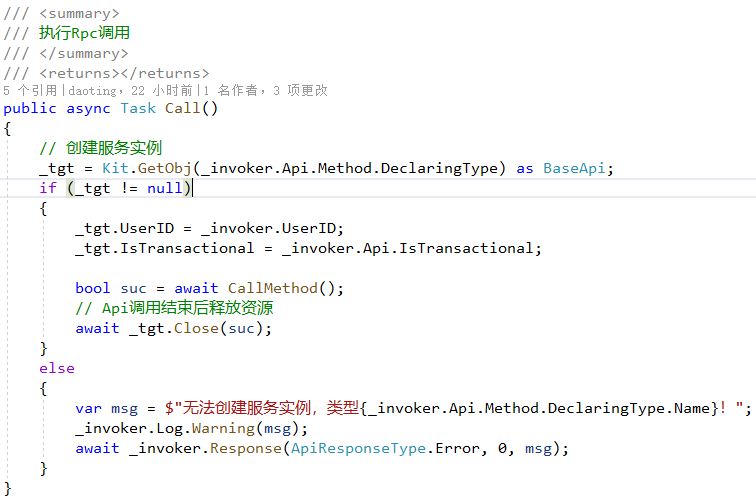 /// <summary>
/// 执行Rpc调用
/// </summary>
/// <returns></returns>
5 个引用|daoting，22 小时前|1 名作者，3 项更改
public async Task Call()
{
    // 创建服务实例
    _tgt = Kit.GetObj(_invoker.Api.Method.DeclaringType) as BaseApi;
    if (_tgt != null)
    {
        _tgt.UserID = _invoker.UserID;
        _tgt.IsTransactional = _invoker.Api.IsTransactional;

        bool suc = await CallMethod();
        // Api调用结束后释放资源
        await _tgt.Close(suc);
    }
    else
    {
        var msg = $"无法创建服务实例，类型{_invoker.Api.Method.DeclaringType.Name}！";
        _invoker.Log.Warning(msg);
        await _invoker.Response(ApiResponseType.Error, 0, msg);
    }
}